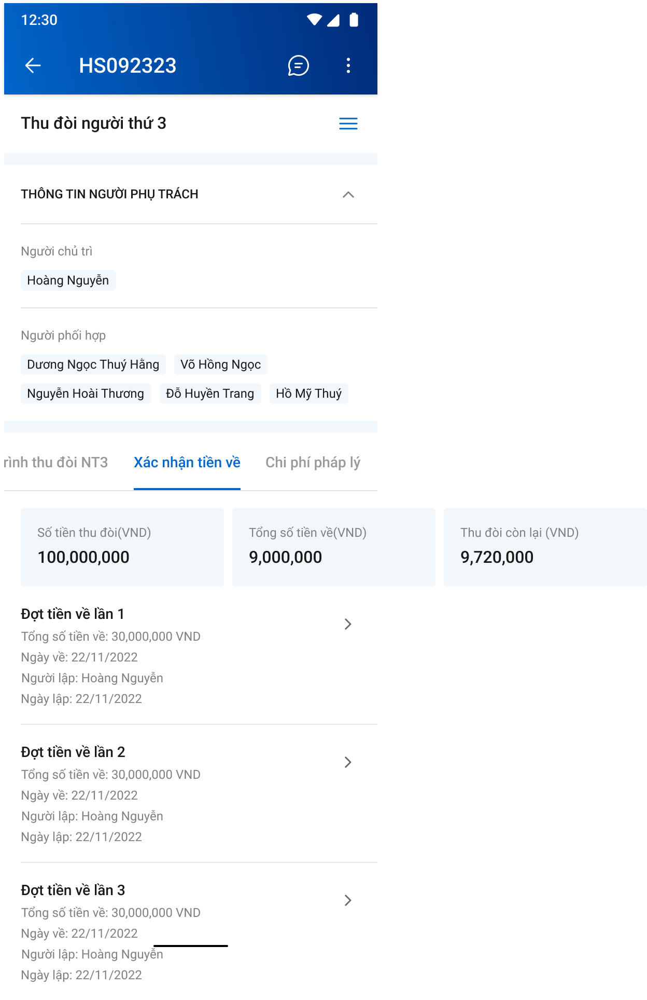 12:30
HS092323
Thu đòi người thứ 3
THÔNG TIN NGƯỜI PHỤ TRÁCH
Người chủ trì
Hoàng Nguyễn
Người phối hợp
Dương Ngọc Thuý Hằng Võ Hồng Ngọc
Nguyễn Hoài Thương Đỗ Huyền Trang Hồ Mỹ Thuý
rình thu đòi NT3 Xác nhận tiền về Chi phí pháp lý
Số tiền thu đòi(VND) Tổng số tiền về(VND) Thu đòi còn lại (VND)
100,000,000 9,000,000 9,720,000
Đợt tiền về lần 1
Tổng số tiền về: 30,000,000 VND
Ngày về: 22/11/2022
Người lập: Hoàng Nguyễn
Ngày lập: 22/11/2022
Đợt tiền về lần 2
Tổng số tiền về: 30,000,000 VND
Ngày về: 22/11/2022
Người lập: Hoàng Nguyễn
Ngày lập: 22/11/2022
Đợt tiền về lần 3
Tổng số tiền về: 30,000,000 VND
Ngày về: 22/11/2022
Người lập: Hoàng Nguyễn
Ngày lập: 22/11/2022